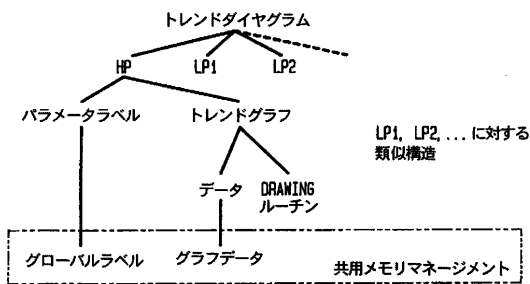 トレンドダイヤグラム
HP LP1 LP2
パラメータラベル トレンドグラフ
LP1, LP2, ... に対する
類似構造
データ DRAWING
ルーチン
グローバルラベル グラフデータ
共用メモリマネージメント